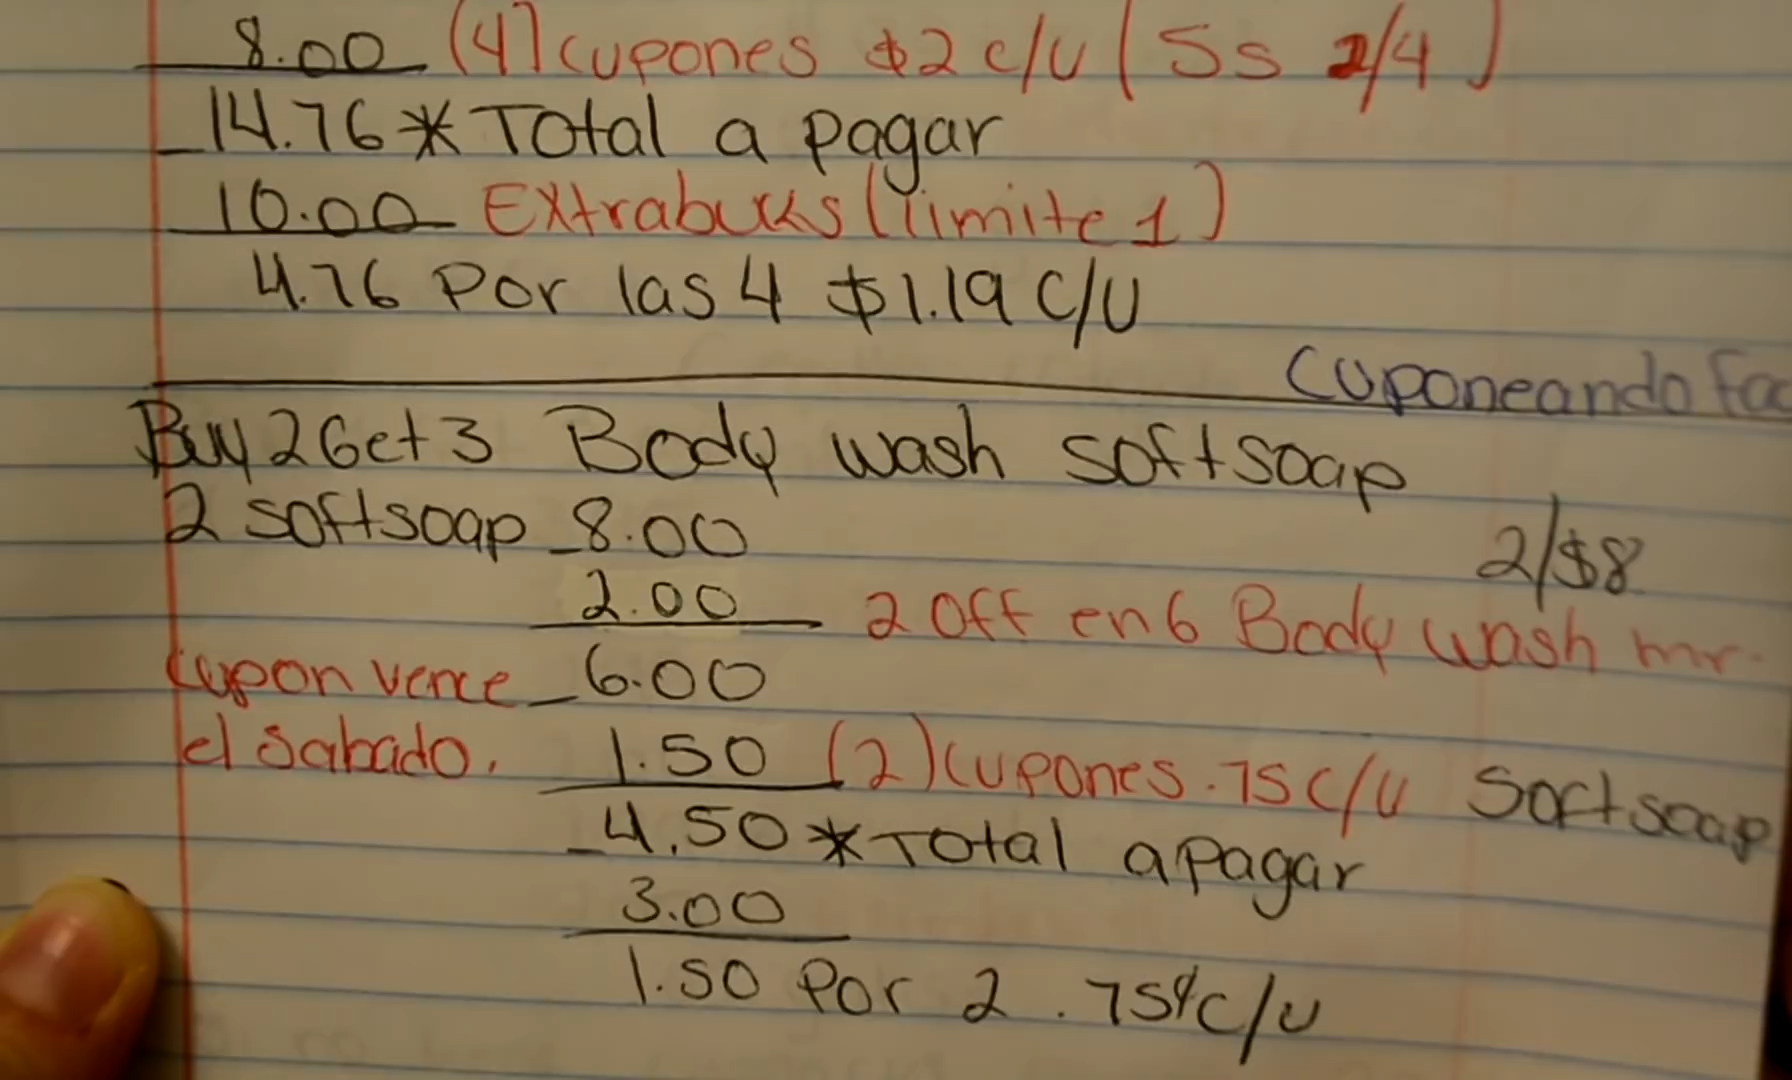 8.00 (4) cupones $2 c/u (Ss 2/4)
-14.76 * Total a pagar
10.00 Extrabucks (limite 1)
4.76 Por las 4 $1.19 c/u
Cuponeando Fac
Buy 2 Get 3 Body wash softsoap
2 softsoap -8.00 2/$8
2.00 2 off en 6 Body wash mr.
cupon vence -6.00
el sabado. 1.50 (2) cupones .75 c/u Softsoap
-4.50 * Total a pagar
3.00
1.50 Por 2 .75¢ c/u